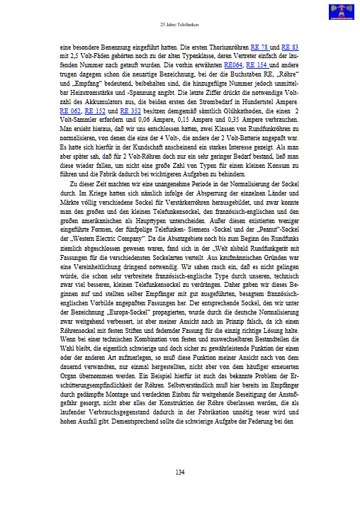 25 Jahre Telefunken
eine besondere Benennung eingeführt hatten. Die ersten Thoriumröhren RE 78 und RE 83
mit 2,5 Volt-Fäden gehörten noch zu der alten Typenklasse, deren Vertreter einfach der lau-
fenden Nummer nach getauft wurden. Die vorhin erwähnten RE064, RE 154 und andere
trugen dagegen schon die neuartige Bezeichnung, bei der die Buchstaben RE, „Röhre“
und „Empfang“ bedeutend, beibehalten sind, die hinzugefügte Nummer jedoch unmittel-
bar Heizstromstärke und -Spannung angibt. Die letzte Ziffer drückt die notwendige Volt-
zahl des Akkumulators aus, die beiden ersten den Strombedarf in Hundertstel Ampere.
RE 062, RE 152 und RE 352 besitzen demgemäß sämtlich Glühkathoden, die einen 2
Volt-Sammler erfordern und 0,06 Ampere, 0,15 Ampere und 0,35 Ampere verbrauchen.
Man ersieht hieraus, daß wir uns entschlossen hatten, zwei Klassen von Rundfunkröhren zu
normalisieren, von denen die eine der 4 Volt-, die andere der 2 Volt-Batterie angepaßt war.
Es hatte sich hierfür in der Kundschaft anscheinend ein starkes Interesse gezeigt. Als man
aber später sah, daß für 2 Volt-Röhren doch nur ein sehr geringer Bedarf bestand, ließ man
diese wieder fallen, um nicht eine große Zahl von Typen für einen kleinen Konsum zu
führen und die Fabrik dadurch bei wichtigeren Aufgaben zu behindern.
Zu dieser Zeit machten wir eine unangenehme Periode in der Normalisierung der Sockel
durch. Im Kriege hatten sich nämlich infolge der Absperrung der einzelnen Länder und
Märkte völlig verschiedene Sockel für Verstärkerröhren herausgebildet, und zwar konnte
man den großen und den kleinen Telefunkensockel, den französisch-englischen und den
großen amerikanischen als Haupttypen unterscheiden. Außer diesen existierten weniger
eingeführte Formen, der fünfpolige Telefunken- Siemens -Sockel und der „Peanut“-Sockel
der „Western Electric Company”. Da die Absatzgebiete noch bis zum Beginn des Rundfunks
ziemlich abgeschlossen gewesen waren, fand sich in der Welt alsbald Rundfunkgerät mit
Fassungen für die verschiedensten Sockelarten verteilt. Aus kaufmännischen Gründen war
eine Vereinheitlichung dringend notwendig. Wir sahen rasch ein, daß es nicht gelingen
würde, die schon sehr verbreitete französisch-englische Type durch unseren, technisch
zwar viel besseren, kleinen Telefunkensockel zu verdrängen. Daher gaben wir dieses Be-
ginnen auf und stellten selber Empfänger mit gut ausgeführten, besagtem französisch-
englischen Vorbilde angepaßten Fassungen her. Der entsprechende Sockel, den wir unter
der Bezeichnung „Europa-Sockel“ propagierten, wurde durch die deutsche Normalisierung
zwar weitgehend verbessert, ist aber meiner Ansicht nach im Prinzip falsch, da ich einen
Röhrensockel mit festen Stiften und federnder Fassung für die einzig richtige Lösung halte.
Wenn bei einer technischen Kombination von festen und auswechselbaren Bestandteilen die
Wahl bleibt, die eigentlich schwierige und doch sicher zu gewährleistende Funktion der einen
oder der anderen Art aufzuerlegen, so muß diese Funktion meiner Ansicht nach von dem
dauernd verwandten, nur einmal hergestellten, nicht aber von dem häufiger erneuerten
Organ übernommen werden. Ein Beispiel hierfür ist auch das bekannte Problem der Er-
schütterungsempfindlichkeit der Röhren. Selbstverständlich muß hier bereits im Empfänger
durch gedämpfte Montage und verdeckten Einbau für weitgehende Beseitigung der Anstoß-
gefahr gesorgt, nicht aber alles der Konstruktion der Röhre überlassen werden, die als
laufender Verbrauchsgegenstand dadurch in der Fabrikation unnötig teuer wird und
hohen Ausfall gibt. Dementsprechend sollte die schwierige Aufgabe der Federung bei den
134